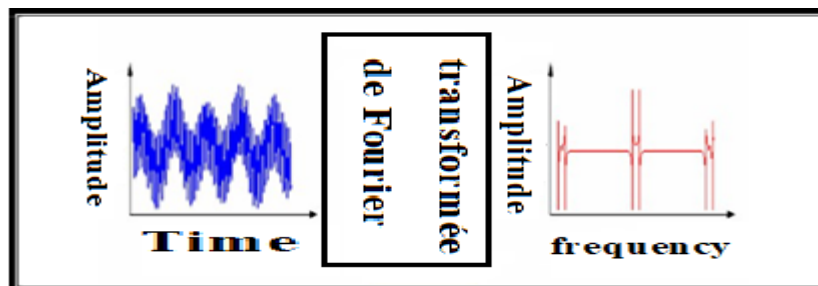 Amplitude
Time
transformée
de Fourier
Amplitude
frequency